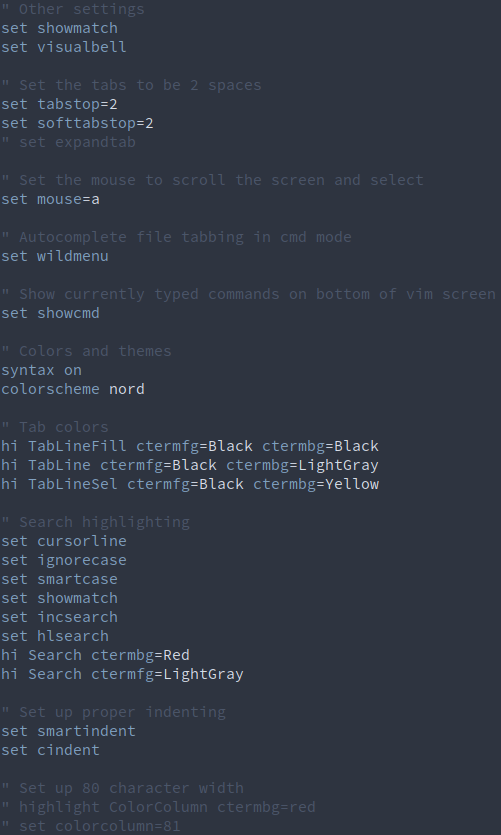 " Other settings
set showmatch
set visualbell
" Set the tabs to be 2 spaces
set tabstop=2
set softtabstop=2
" set expandtab
" Set the mouse to scroll the screen and select
set mouse=a
" Autocomplete file tabbing in cmd mode
set wildmenu
" Show currently typed commands on bottom of vim screen
set showcmd
" Colors and themes
syntax on
colorscheme nord
" Tab colors
hi TabLineFill ctermfg=Black ctermbg=Black
hi TabLine ctermfg=Black ctermbg=LightGray
hi TabLineSel ctermfg=Black ctermbg=Yellow
" Search highlighting
set cursorline
set ignorecase
set smartcase
set showmatch
set incsearch
set hlsearch
hi Search ctermbg=Red
hi Search ctermfg=LightGray
" Set up proper indenting
set smartindent
set cindent
" Set up 80 character width
" highlight ColorColumn ctermbg=red
" set colorcolumn=81